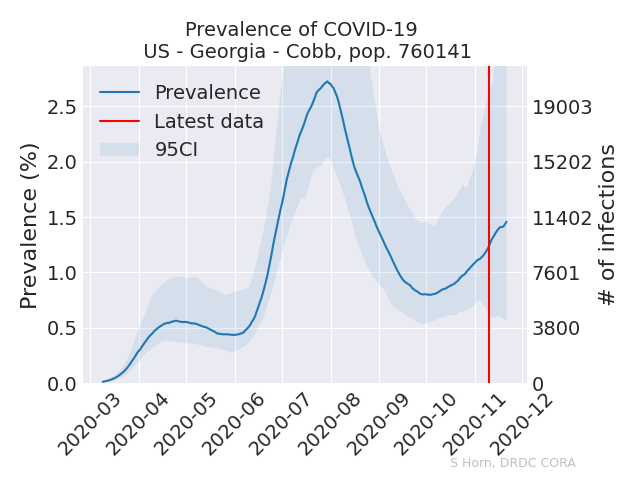 Prevalence of COVID-19
US - Georgia - Cobb, pop. 760141
Prevalence
Latest data
95CI
Prevalence (%)
2.5
2.0
1.5
1.0
0.5
0.0
19003
15202
11402
7601
3800
0
# of infections
2020-03
2020-04
2020-05
2020-06
2020-07
2020-08
2020-09
2020-10
2020-11
2020-12
S Horn, DRDC CORA